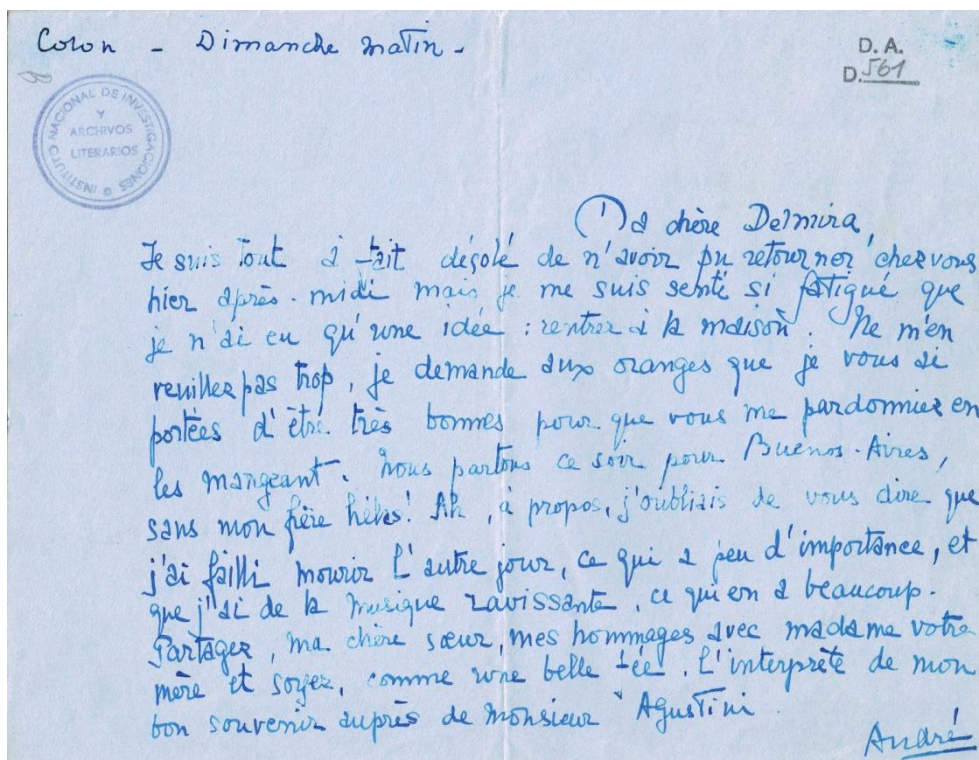 Colon - Dimanche matin -
D. A.
D. 561
INSTITUTO NACIONAL DE INVESTIGACIONES
Y
ARCHIVOS
LITERARIOS
Ma chère Delmira,
Je suis tout à fait désolé de n'avoir pu retourner chez vous
hier après-midi mais je me suis senti si fatigué que
je n'ai eu qu'une idée : rentrer à la maison. Ne m'en
veuillez pas trop, je demande aux oranges que je vous ai
portées d'être très bonnes pour que vous me pardonniez en
les mangeant. Nous partons ce soir pour Buenos-Aires,
sans mon frère hélas! Ah, à propos, j'oubliais de vous dire que
j'ai failli mourir l'autre jour, ce qui a peu d'importance, et
que j'ai de la musique ravissante, ce qui en a beaucoup.
Partagez, ma chère sœur, mes hommages avec madame votre
mère et soyez, comme une belle fée, l'interprète de mon
bon souvenir auprès de Monsieur Agustini
André